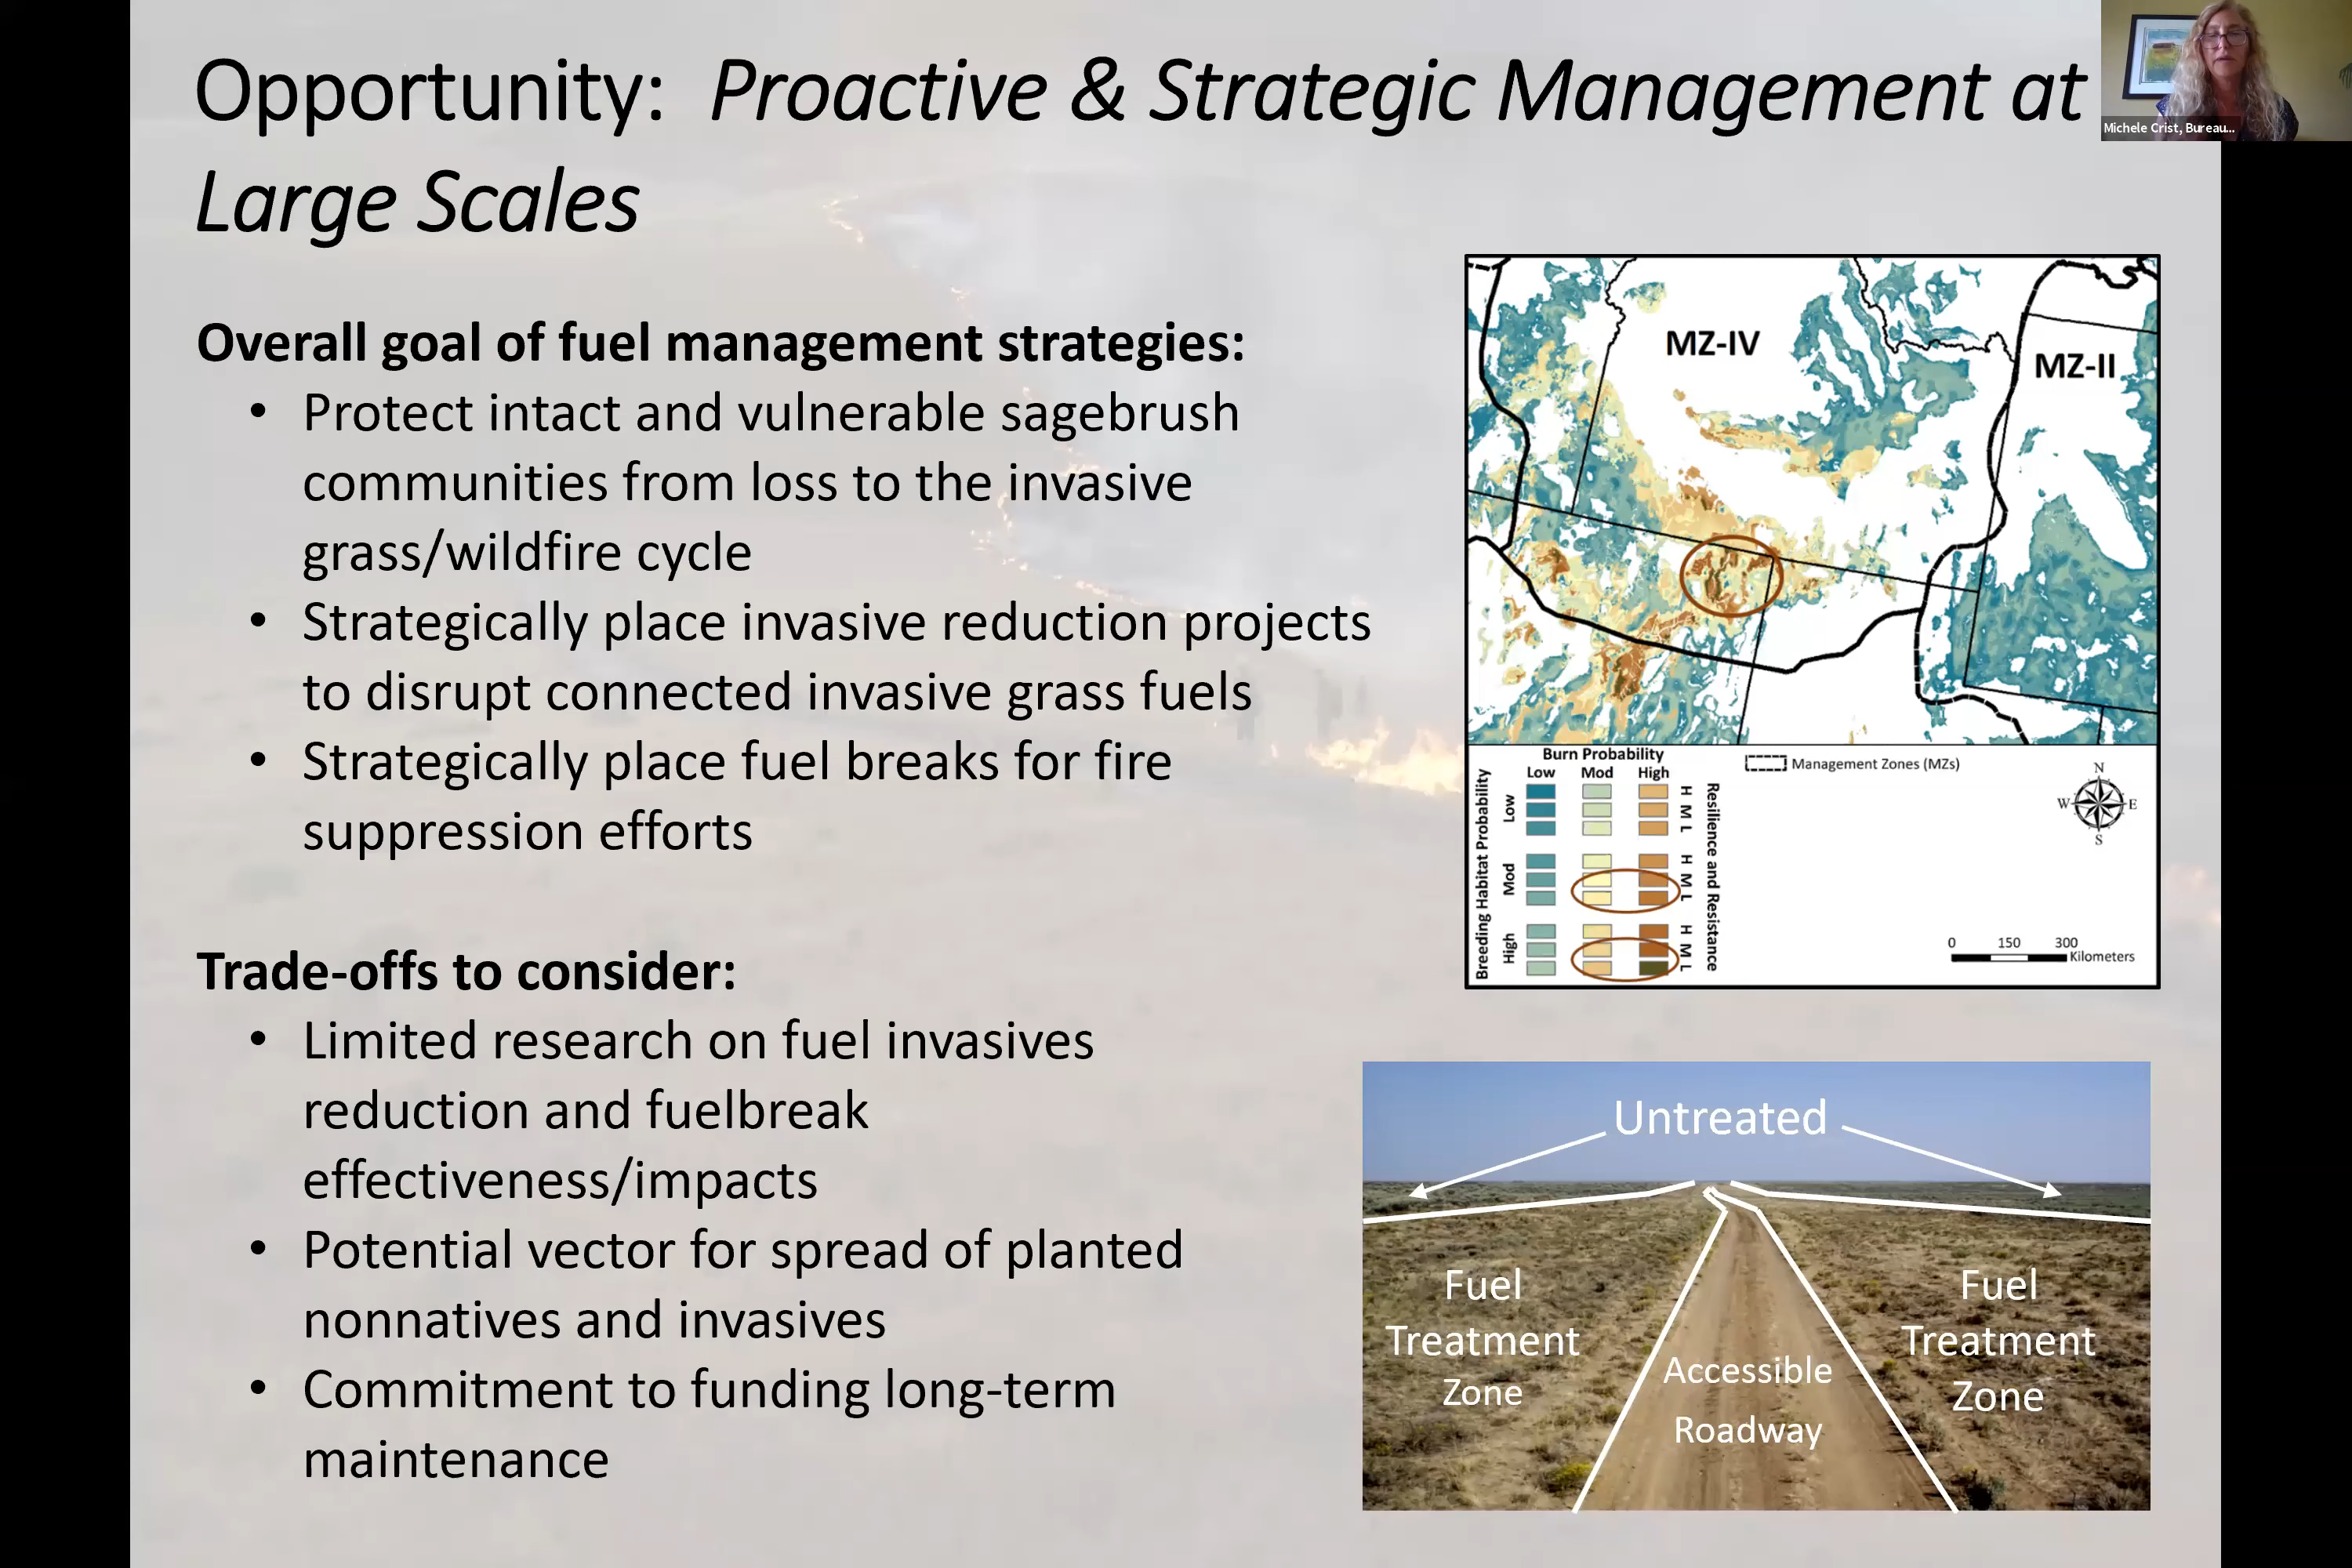 Opportunity: Proactive & Strategic Management at
Large Scales
Michele Crist, Bureau...
Overall goal of fuel management strategies:
• Protect intact and vulnerable sagebrush
communities from loss to the invasive
grass/wildfire cycle
• Strategically place invasive reduction projects
to disrupt connected invasive grass fuels
• Strategically place fuel breaks for fire
suppression efforts
Trade-offs to consider:
• Limited research on fuel invasives
reduction and fuelbreak
effectiveness/impacts
• Potential vector for spread of planted
nonnatives and invasives
• Commitment to funding long-term
maintenance
MZ-IV
MZ-II
Burn Probability
Low Mod High
Breeding Habitat Probability
Low
Mod
High
H
M
L
H
M
L
H
M
L
Resilience and Resistance
Management Zones (MZs)
N
W E
S
0 150 300
Kilometers
Untreated
Fuel
Treatment
Zone
Accessible
Roadway
Fuel
Treatment
Zone